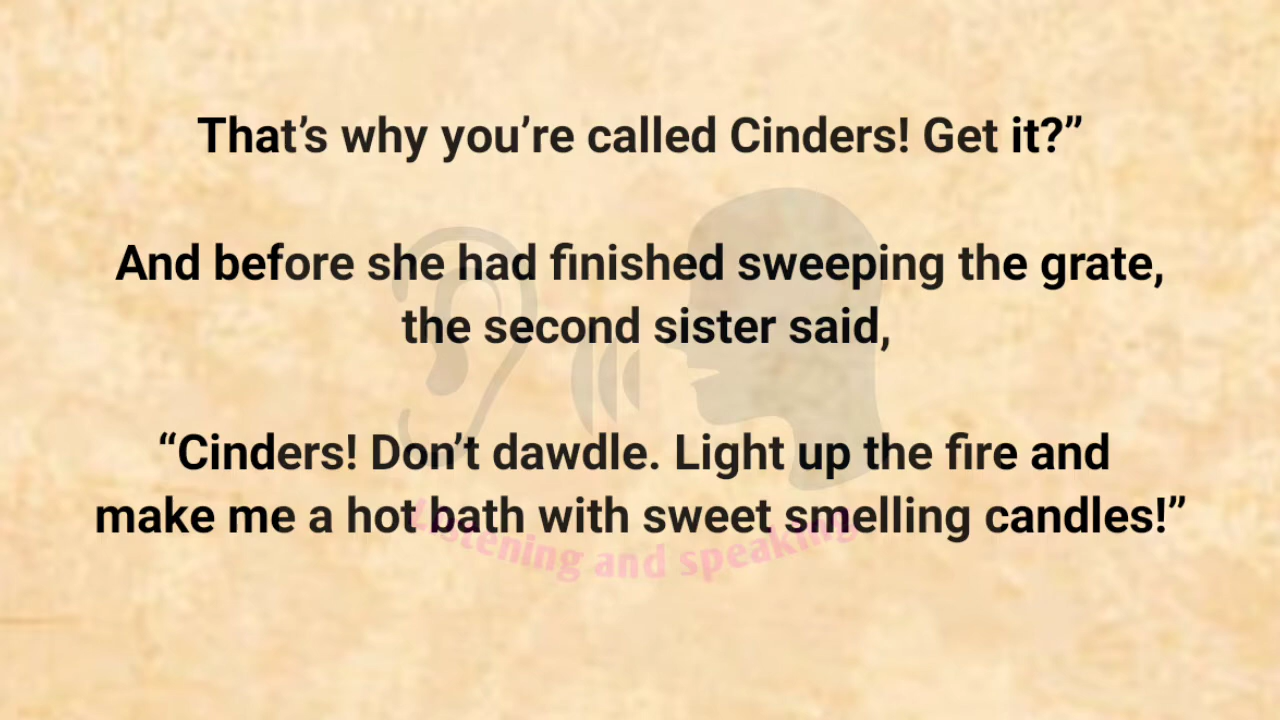 That’s why you’re called Cinders! Get it?”
And before she had finished sweeping the grate,
the second sister said,
“Cinders! Don’t dawdle. Light up the fire and
make me a hot bath with sweet smelling candles!”
Listening and speaking